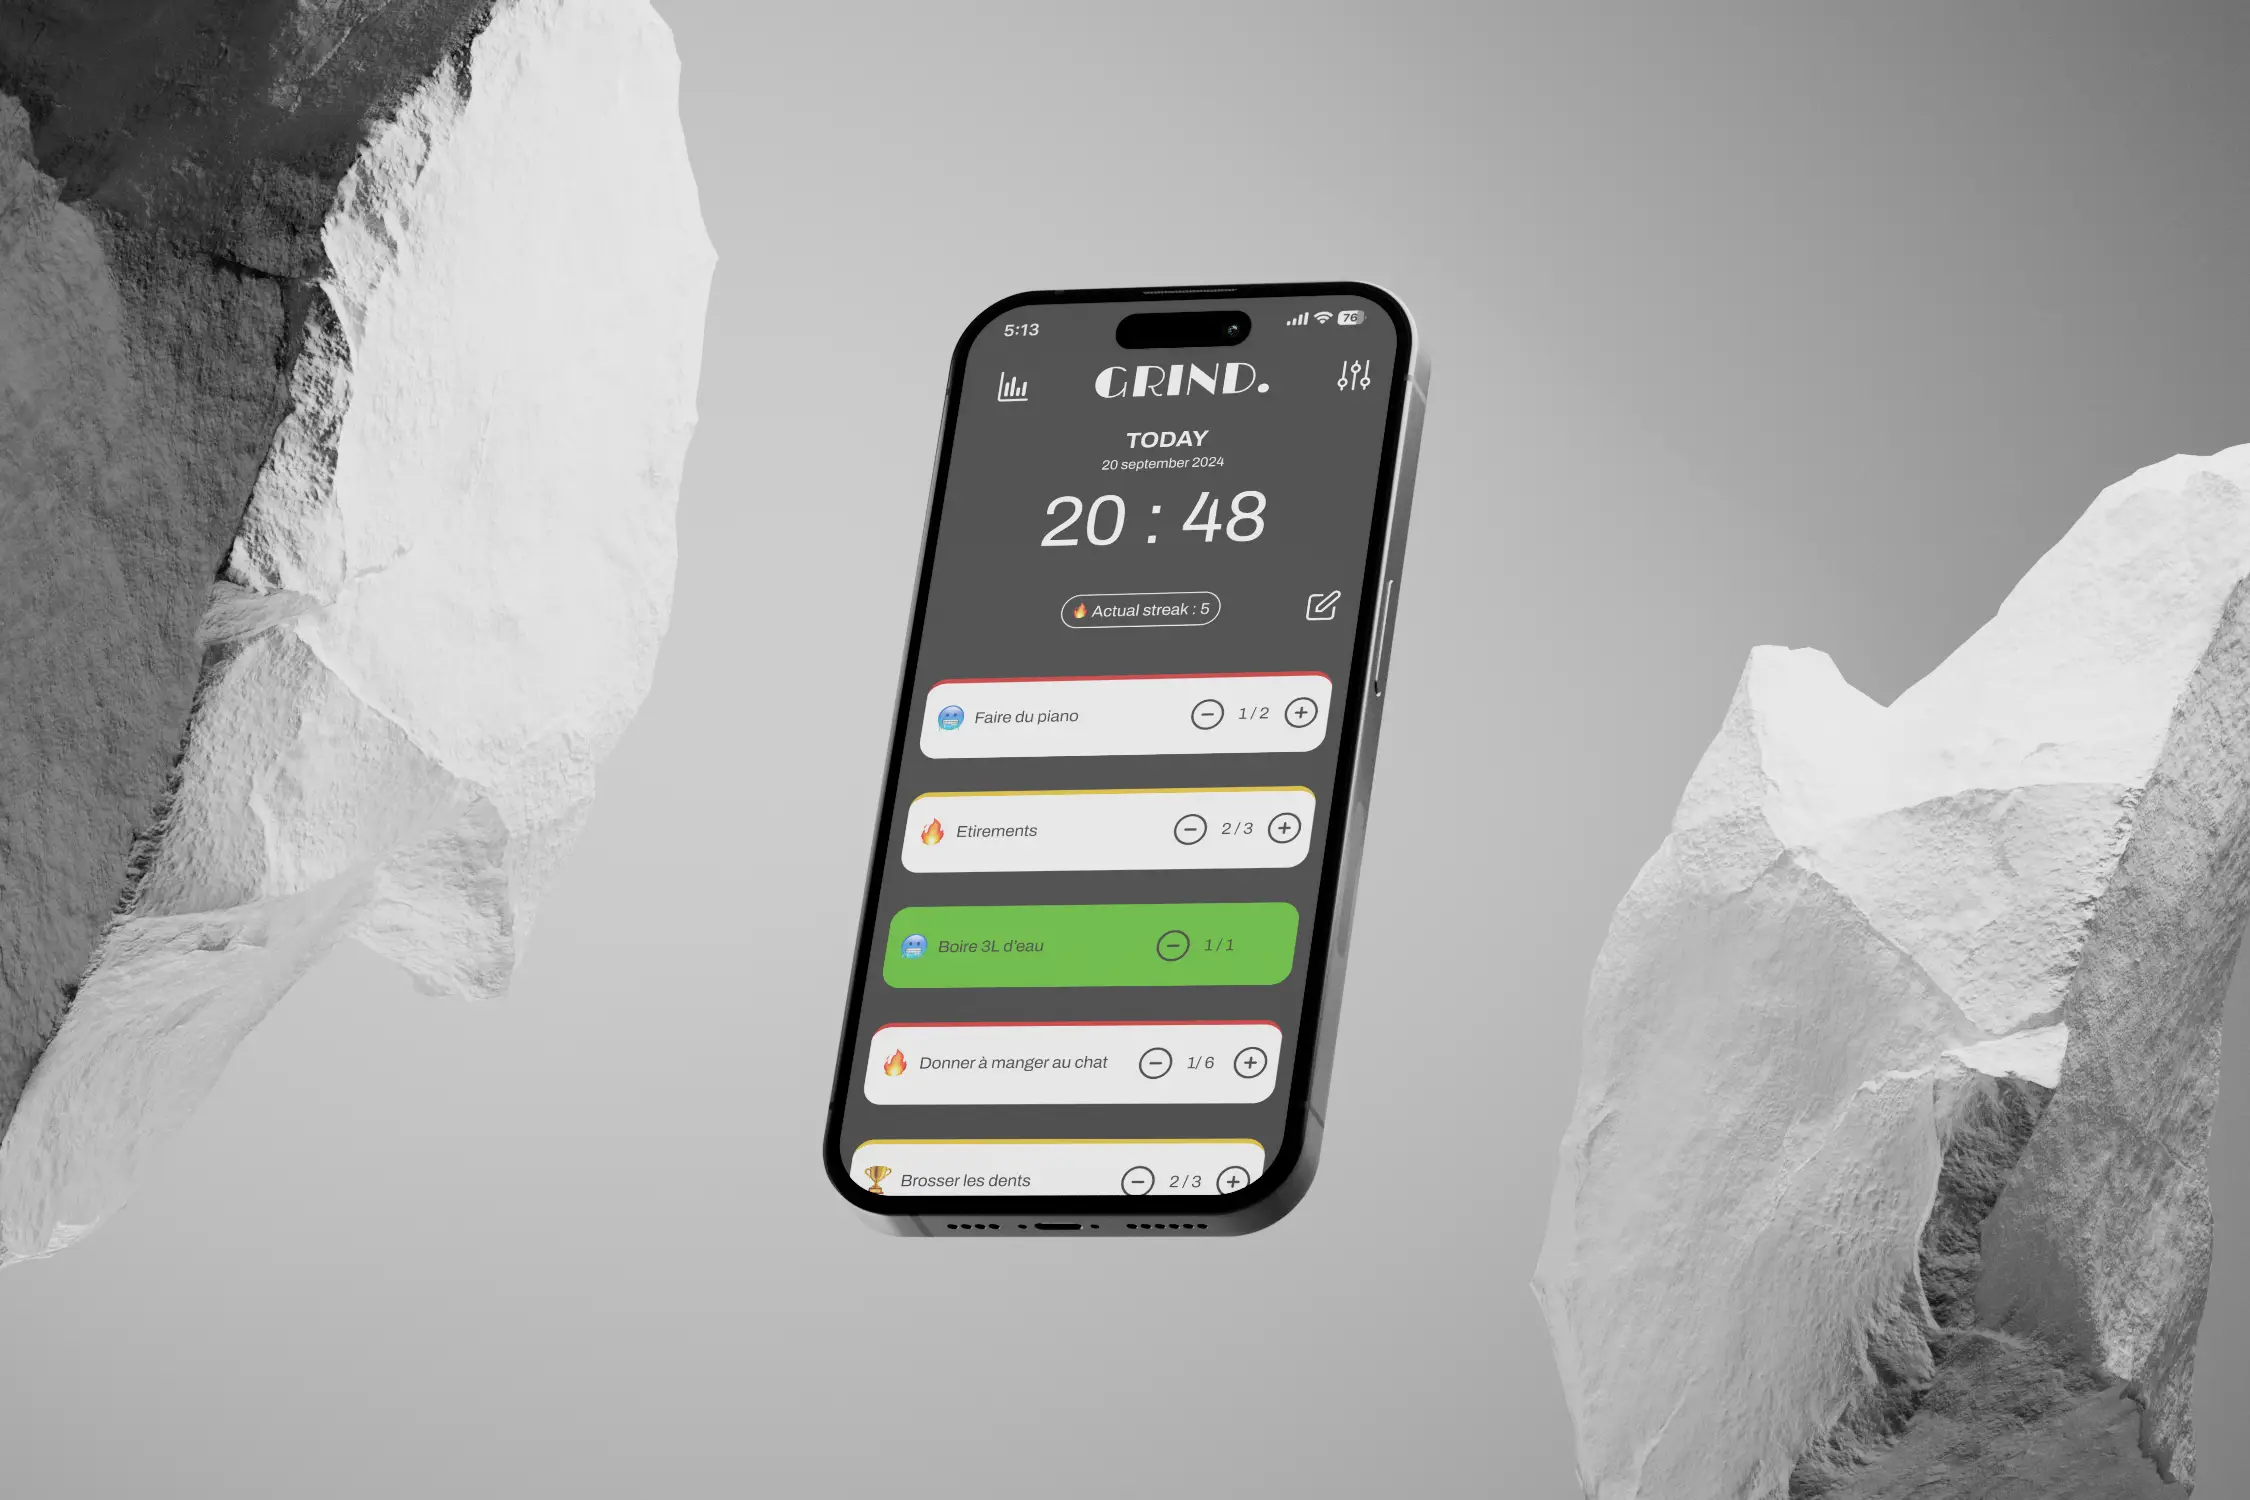 5:13
76
GRIND.
TODAY
20 september 2024
20 : 48
Actual streak : 5
Faire du piano 1 / 2
Etirements 2 / 3
Boire 3L d'eau 1 / 1
Donner à manger au chat 1/ 6
Brosser les dents 2 / 3